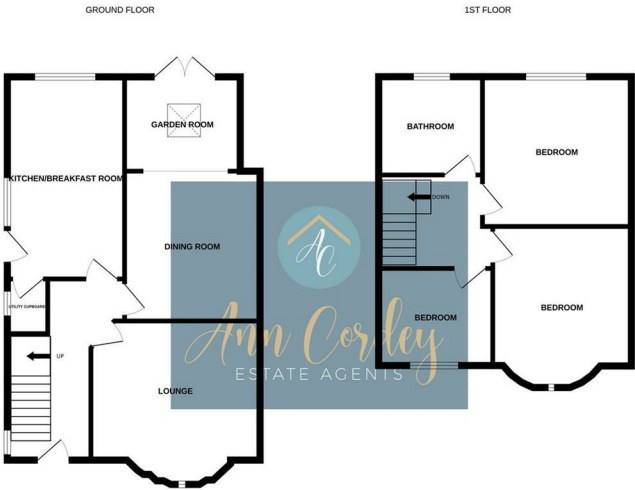 GROUND FLOOR
1ST FLOOR
GARDEN ROOM
KITCHEN/BREAKFAST ROOM
DINING ROOM
UTILITY CUPBOARD
UP
LOUNGE
BATHROOM
BEDROOM
DOWN
BEDROOM
BEDROOM
AC
Ann Cordey
ESTATE AGENTS